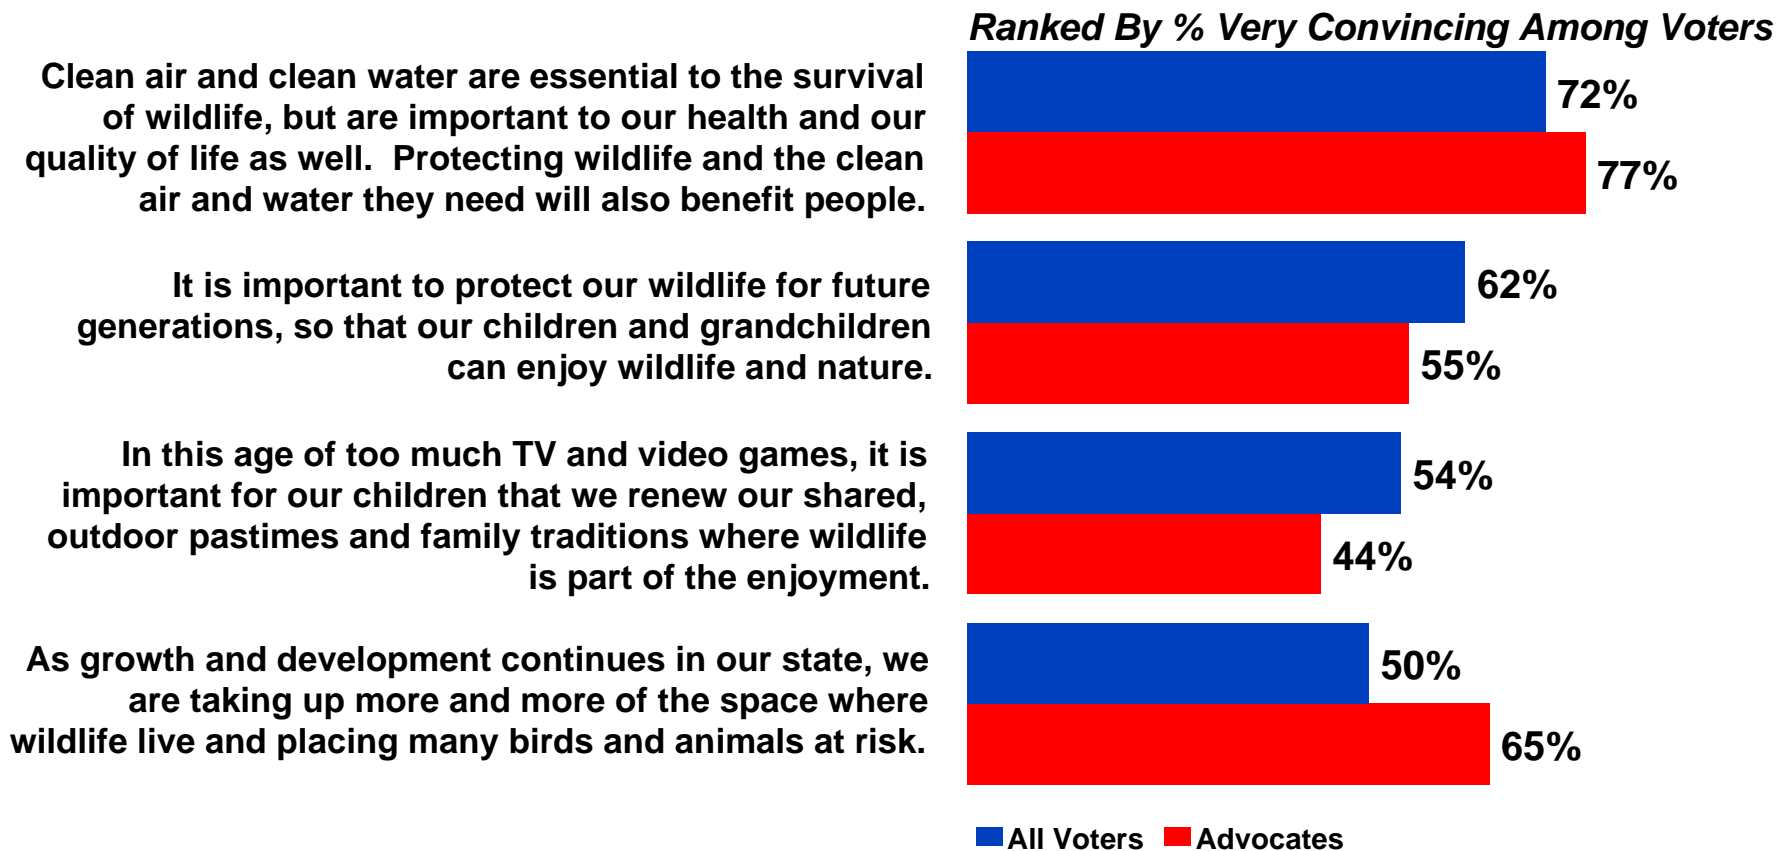 Ranked By % Very Convincing Among Voters
Clean air and clean water are essential to the survival
of wildlife, but are important to our health and our
quality of life as well.  Protecting wildlife and the clean
air and water they need will also benefit people.
72%
77%
It is important to protect our wildlife for future
generations, so that our children and grandchildren
can enjoy wildlife and nature.
62%
55%
In this age of too much TV and video games, it is
important for our children that we renew our shared,
outdoor pastimes and family traditions where wildlife
is part of the enjoyment.
54%
44%
As growth and development continues in our state, we
are taking up more and more of the space where
wildlife live and placing many birds and animals at risk.
50%
65%
All Voters Advocates